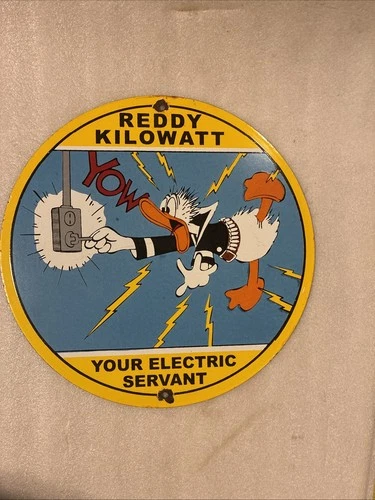 REDDY
KILOWATT
YOW
YOUR ELECTRIC
SERVANT